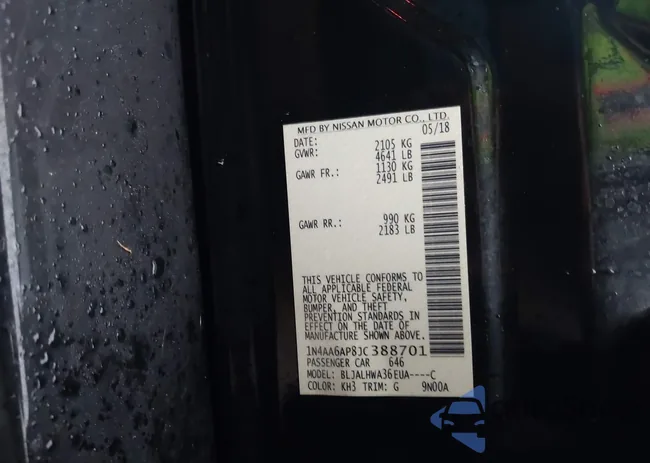 MFD BY NISSAN MOTOR CO., LTD.
DATE: 05/18
GVWR: 2105 KG
4641 LB
GAWR FR.: 1130 KG
2491 LB
GAWR RR.: 990 KG
2183 LB
THIS VEHICLE CONFORMS TO
ALL APPLICABLE FEDERAL
MOTOR VEHICLE SAFETY,
BUMPER, AND THEFT
PREVENTION STANDARDS IN
EFFECT ON THE DATE OF
MANUFACTURE SHOWN ABOVE.
1N4AA6AP8JC388701
PASSENGER CAR 646
MODEL: BLJALHWA36EUA----C
COLOR: KH3 TRIM: G 9N00A